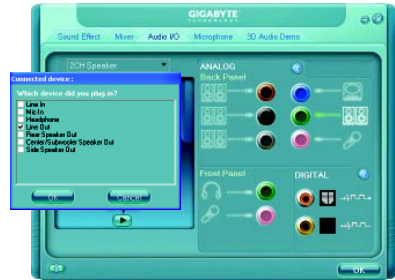 GIGABYTE
TECHNOLOGY
Sound Effect Mixer Audio I/O Microphone 3D Audio Demo
2CH Speaker
ANALOG
Back Panel
Connected device :
Which device did you plug in?
Line In
Mic In
Headphone
Line Out
Rear Speaker Out
Center/Subwoofer Speaker Out
Side Speaker Out
OK Cancel
Front Panel
DIGITAL
OK